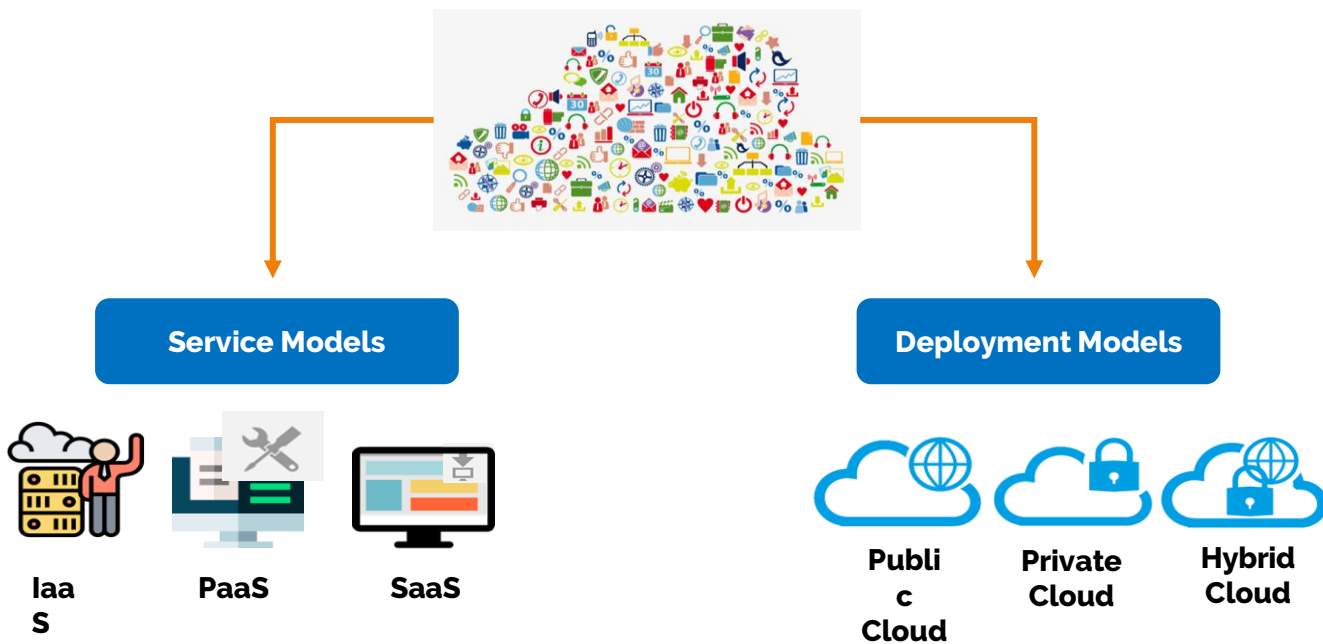 Service Models
Deployment Models
Iaa
S
PaaS
SaaS
Publi
c
Cloud
Private
Cloud
Hybrid
Cloud